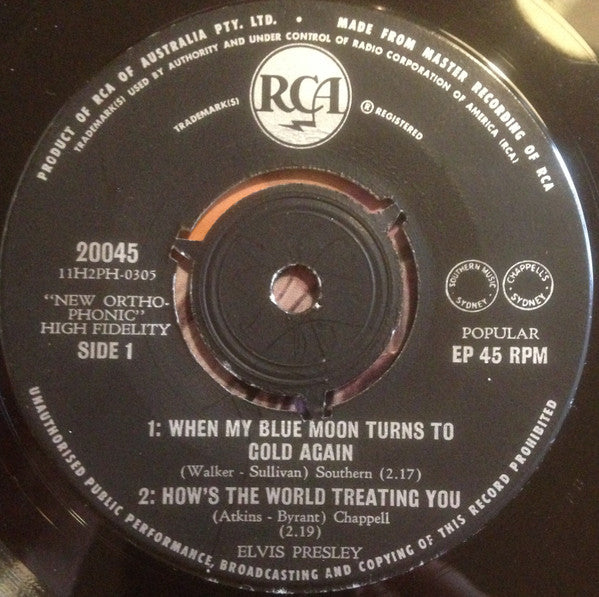 PRODUCT OF RCA OF AUSTRALIA PTY. LTD. • MADE FROM MASTER RECORDING OF RCA
TRADEMARK(S) USED BY AUTHORITY AND UNDER CONTROL OF RADIO CORPORATION OF AMERICA (RCA)
TRADEMARK(S)
RCA
® REGISTERED
20045
11H2PH-0305
"NEW ORTHO-
PHONIC"
HIGH FIDELITY
SIDE 1
SOUTHERN MUSIC
SYDNEY
CHAPPELL'S
SYDNEY
POPULAR
EP 45 RPM
1: WHEN MY BLUE MOON TURNS TO
GOLD AGAIN
(Walker - Sullivan) Southern (2.17)
2: HOW'S THE WORLD TREATING YOU
(Atkins - Byrant) Chappell
(2.19)
ELVIS PRESLEY
UNAUTHORISED PUBLIC PERFORMANCE, BROADCASTING AND COPYING OF THIS RECORD PROHIBITED